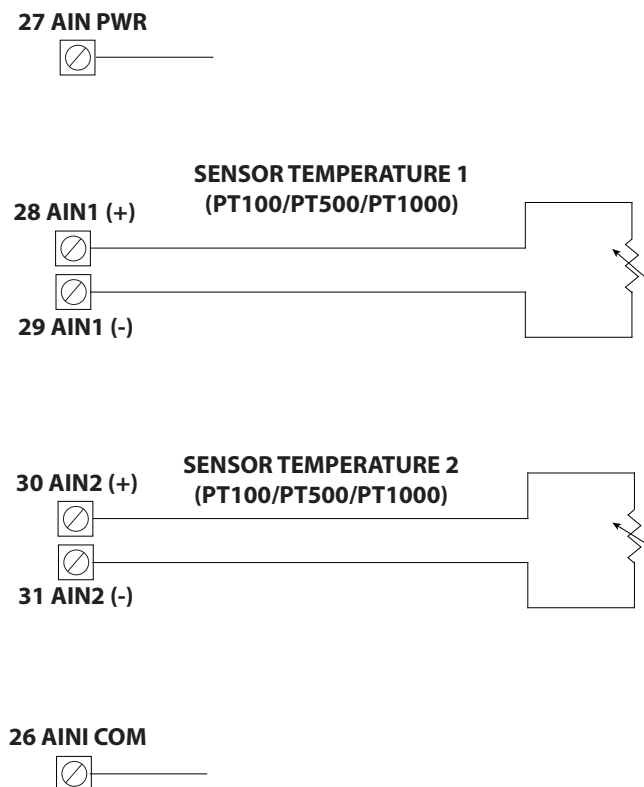 27 AIN PWR
SENSOR TEMPERATURE 1
(PT100/PT500/PT1000)
28 AIN1 (+)
29 AIN1 (-)
SENSOR TEMPERATURE 2
(PT100/PT500/PT1000)
30 AIN2 (+)
31 AIN2 (-)
26 AINI COM